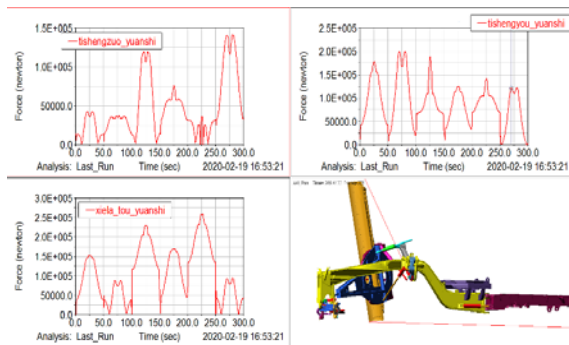 1.5E+005
1.0E+005
50000.0
0.0
Force (newton)
tishengzuo_yuanshi
0.0 50.0 100.0 150.0 200.0 250.0 300.0
Analysis: Last_Run Time (sec) 2020-02-19 16:53:21
2.5E+005
2.0E+005
1.5E+005
1.0E+005
50000.0
0.0
Force (newton)
tishengyou_yuanshi
0.0 50.0 100.0 150.0 200.0 250.0 300.0
Analysis: Last_Run Time (sec) 2020-02-19 16:53:21
3.0E+005
2.5E+005
2.0E+005
1.5E+005
1.0E+005
50000.0
0.0
Force (newton)
xiela_tou_yuanshi
0.0 50.0 100.0 150.0 200.0 250.0 300.0
Analysis: Last_Run Time (sec) 2020-02-19 16:53:21